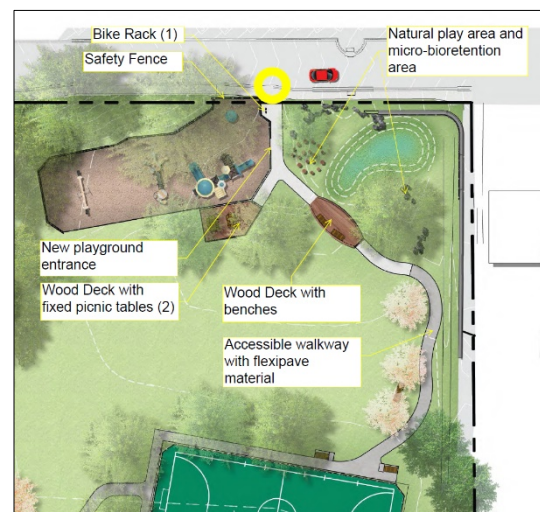 Bike Rack (1)
Safety Fence
Natural play area and
micro-bioretention
area
New playground
entrance
Wood Deck with
fixed picnic tables (2)
Wood Deck with
benches
Accessible walkway
with flexipave
material